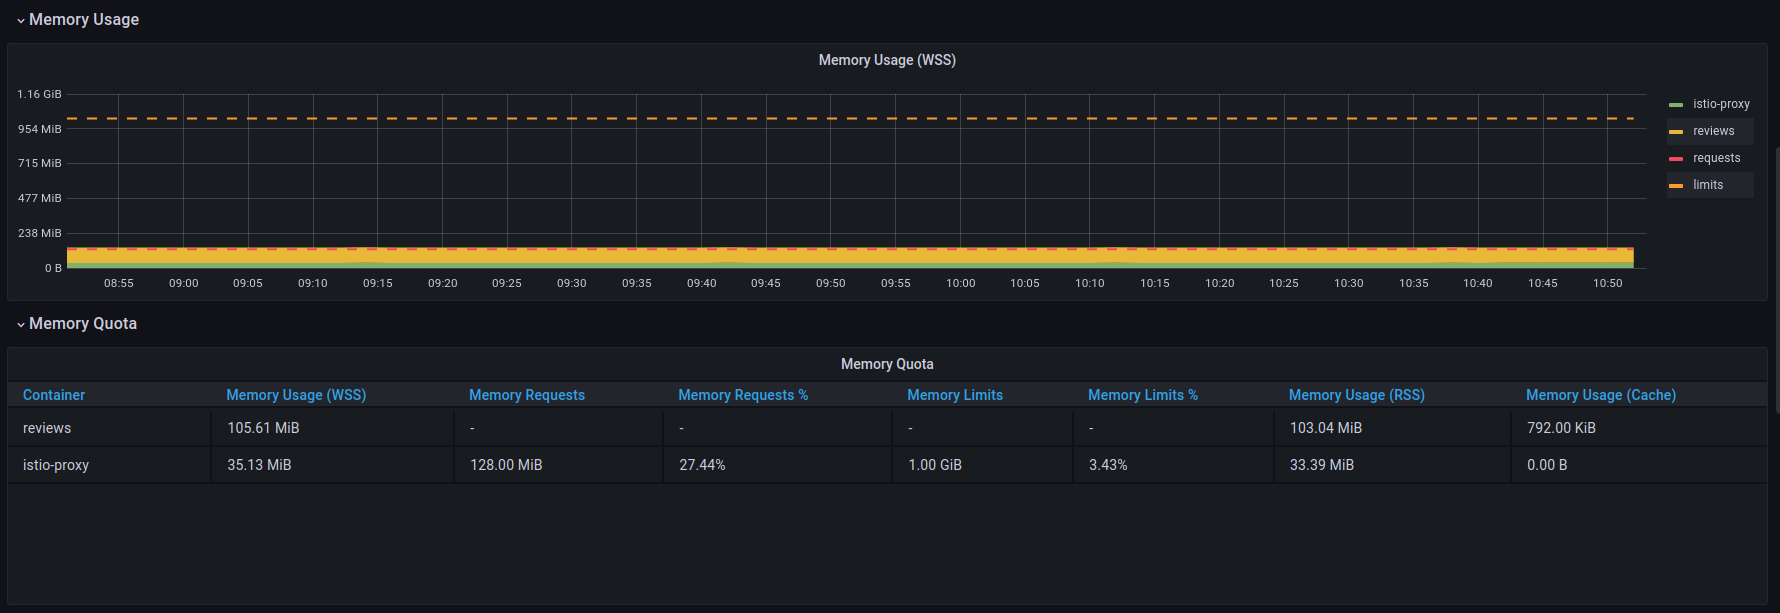 Memory Usage
Memory Usage (WSS)
1.16 GiB
954 MiB
715 MiB
477 MiB
238 MiB
0 B
08:55 09:00 09:05 09:10 09:15 09:20 09:25 09:30 09:35 09:40 09:45 09:50 09:55 10:00 10:05 10:10 10:15 10:20 10:25 10:30 10:35 10:40 10:45 10:50
istio-proxy
reviews
requests
limits
Memory Quota
Memory Quota
Container Memory Usage (WSS) Memory Requests Memory Requests % Memory Limits Memory Limits % Memory Usage (RSS) Memory Usage (Cache)
reviews 105.61 MiB - - - - 103.04 MiB 792.00 KiB
istio-proxy 35.13 MiB 128.00 MiB 27.44% 1.00 GiB 3.43% 33.39 MiB 0.00 B